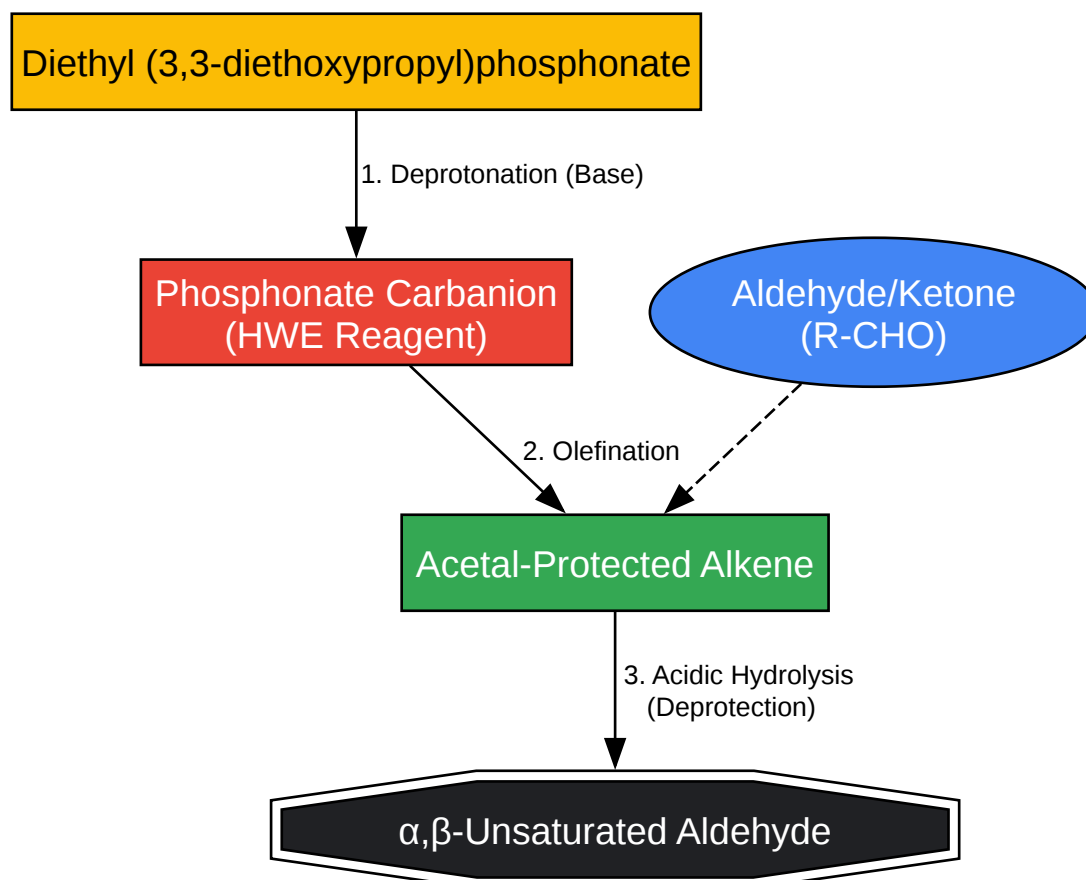 Diethyl (3,3-diethoxypropyl)phosphonate
1. Deprotonation (Base)
Phosphonate Carbanion
(HWE Reagent)
Aldehyde/Ketone
(R-CHO)
2. Olefination
Acetal-Protected Alkene
3. Acidic Hydrolysis
(Deprotection)
α,β-Unsaturated Aldehyde